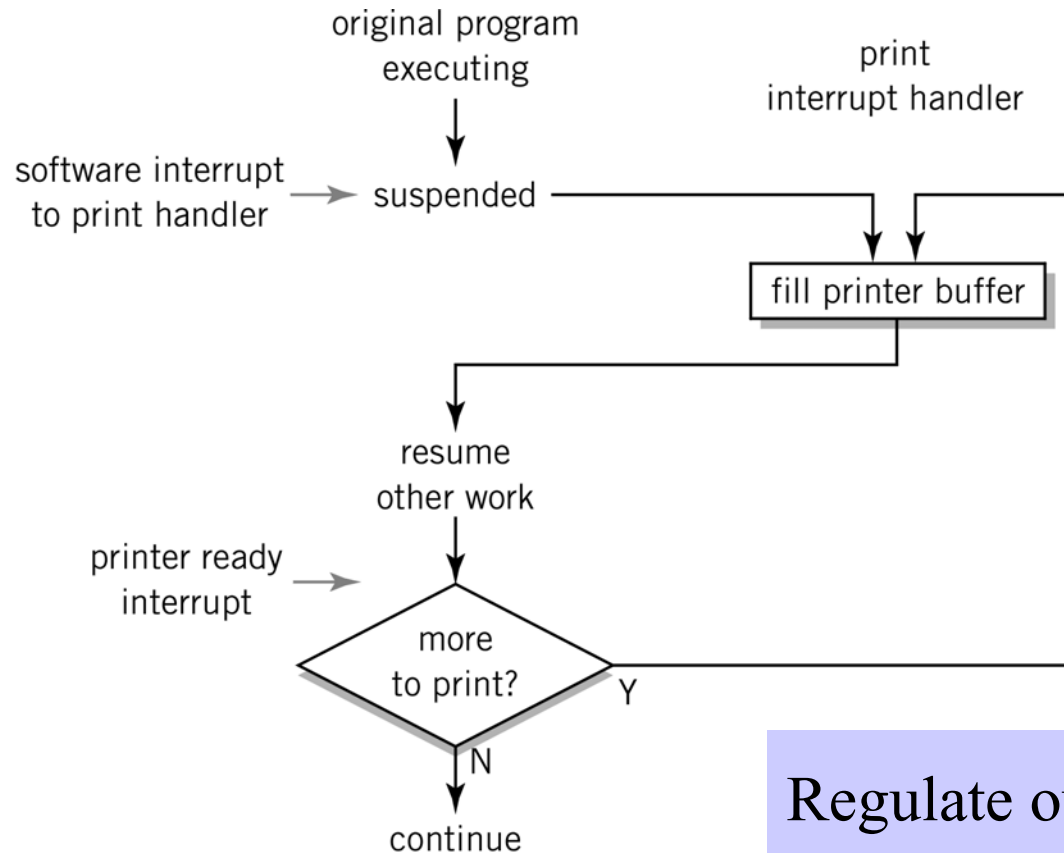 original program
executing
print
interrupt handler
software interrupt
to print handler
suspended
fill printer buffer
resume
other work
printer ready
interrupt
more
to print?
Y
N
continue
Regulate